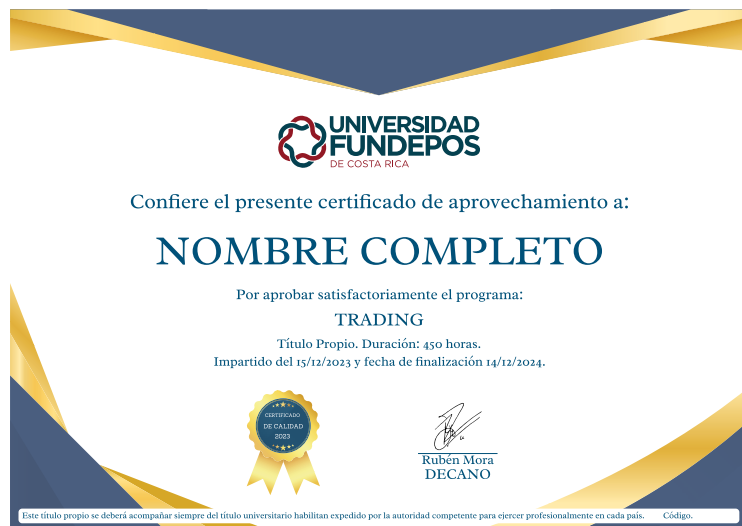 UNIVERSIDAD
FUNDEPOS
DE COSTA RICA
Confiere el presente certificado de aprovechamiento a:
NOMBRE COMPLETO
Por aprobar satisfactoriamente el programa:
TRADING
Título Propio. Duración: 450 horas.
Impartido del 15/12/2023 y fecha de finalización 14/12/2024.
CERTIFICADO
DE CALIDAD
2023
Rubén Mora
DECANO
Este título propio se deberá acompañar siempre del título universitario habilitan expedido por la autoridad competente para ejercer profesionalmente en cada país. Código.